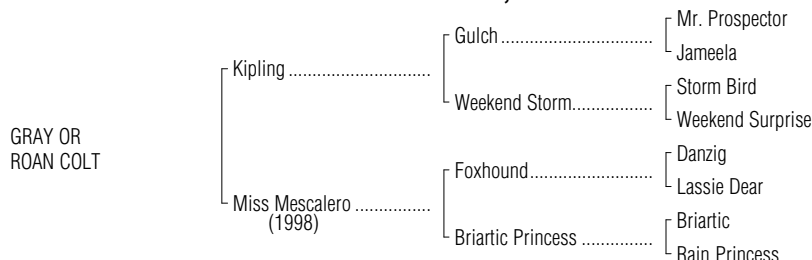 Mr. Prospector
Gulch
Jameela
Kipling
Storm Bird
Weekend Storm
Weekend Surprise
GRAY OR
ROAN COLT
Danzig
Foxhound
Lassie Dear
Miss Mescalero
(1998)
Briartic
Briartic Princess
Rain Princess